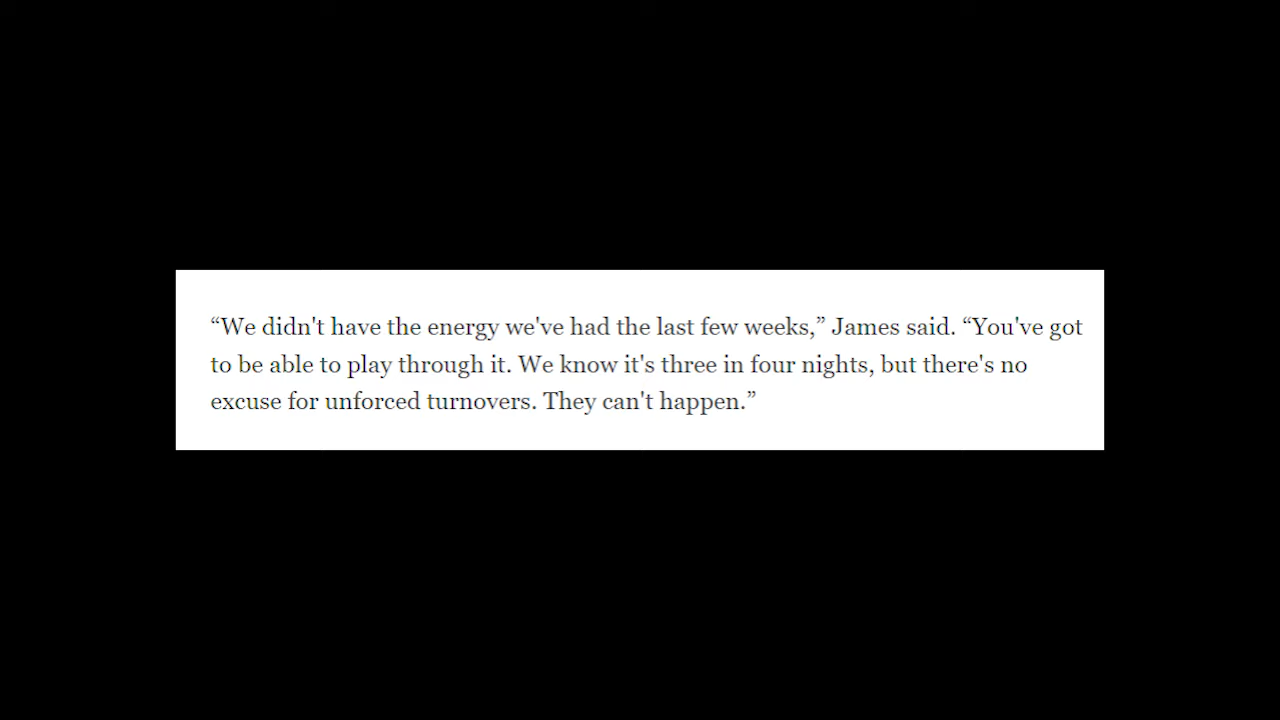 “We didn't have the energy we've had the last few weeks,” James said. “You've got
to be able to play through it. We know it's three in four nights, but there's no
excuse for unforced turnovers. They can't happen.”